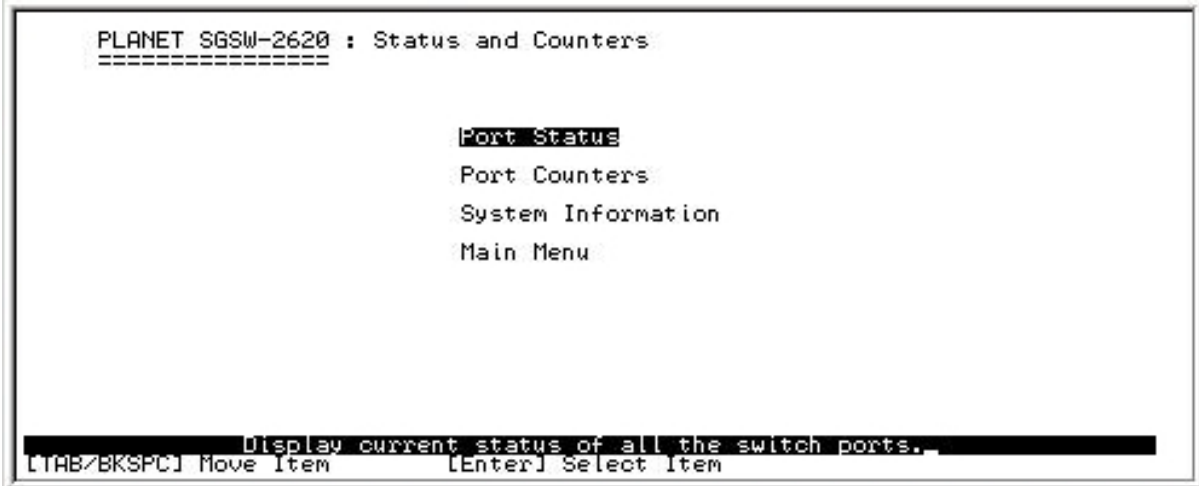 PLANET SGSW-2620 : Status and Counters
================
Port Status
Port Counters
System Information
Main Menu
Display current status of all the switch ports._
[TAB/BKSPC] Move Item [Enter] Select Item